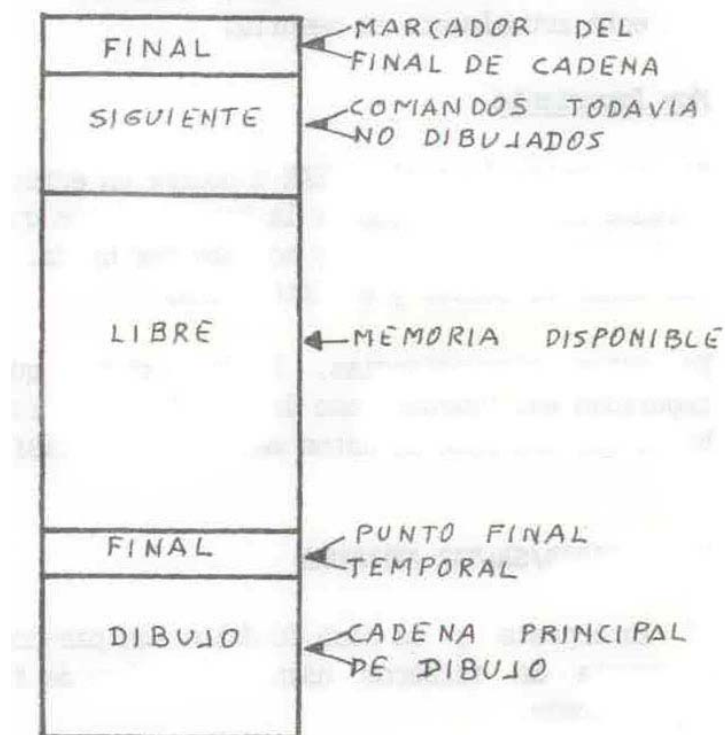 FINAL
MARCADOR DEL
FINAL DE CADENA
SIGUIENTE
COMANDOS TODAVIA
NO DIBUJADOS
LIBRE
MEMORIA DISPONIBLE
FINAL
PUNTO FINAL
TEMPORAL
DIBUJO
CADENA PRINCIPAL
DE DIBUJO